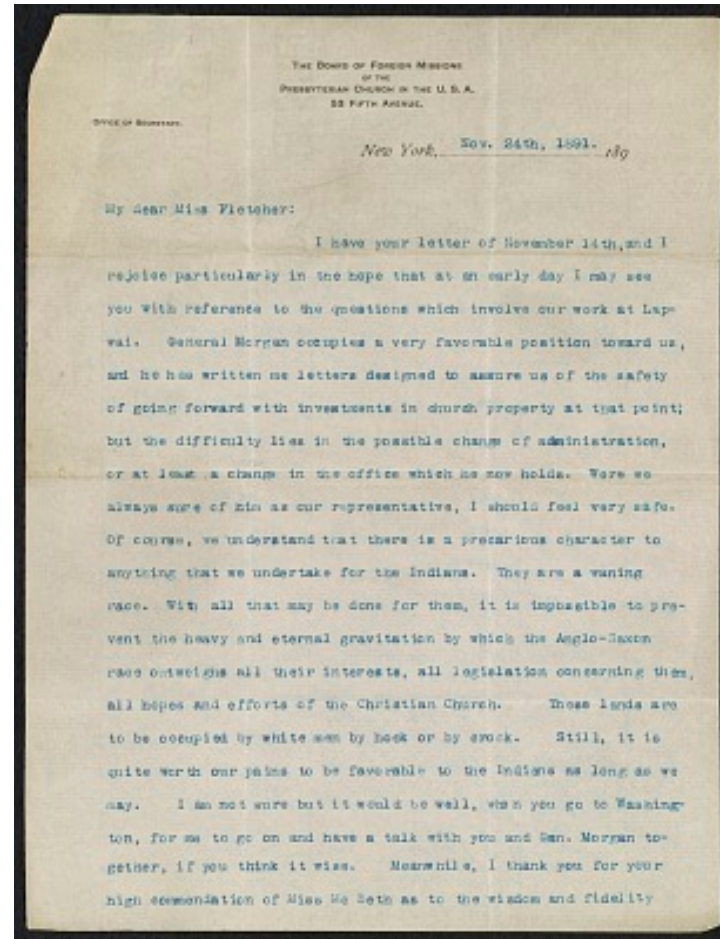 THE BOARD OF FOREIGN MISSIONS
OF THE
PRESBYTERIAN CHURCH IN THE U. S. A.
53 FIFTH AVENUE.
OFFICE OF SECRETARY.
New York, Nov. 24th, 1891. 189
My dear Miss Fletcher:
I have your letter of November 14th,and I
rejoice particularly in the hope that at an early day I may see
you with reference to the questions which involve our work at Lap-
wai. General Morgan occupies a very favorable position toward us,
and he has written me letters designed to assure us of the safety
of going forward with investments in church property at that point;
but the difficulty lies in the possible change of administration,
or at least a change in the office which he now holds. Were we
always sure of him as our representative, I should feel very safe.
Of course, we understand that there is a precarious character to
anything that we undertake for the Indians. They are a waning
race. With all that may be done for them, it is impossible to pre-
vent the heavy and eternal gravitation by which the Anglo-Saxon
race outweighs all their interests, all legislation concerning them,
all hopes and efforts of the Christian Church. These lands are
to be occupied by white men by hook or by crook. Still, it is
quite worth our pains to be favorable to the Indians as long as we
may. I am not sure but it would be well, when you go to Washing-
ton, for me to go on and have a talk with you and Gen. Morgan to-
gether, if you think it wise. Meanwhile, I thank you for your
high commendation of Miss Mc Beth as to the wisdom and fidelity